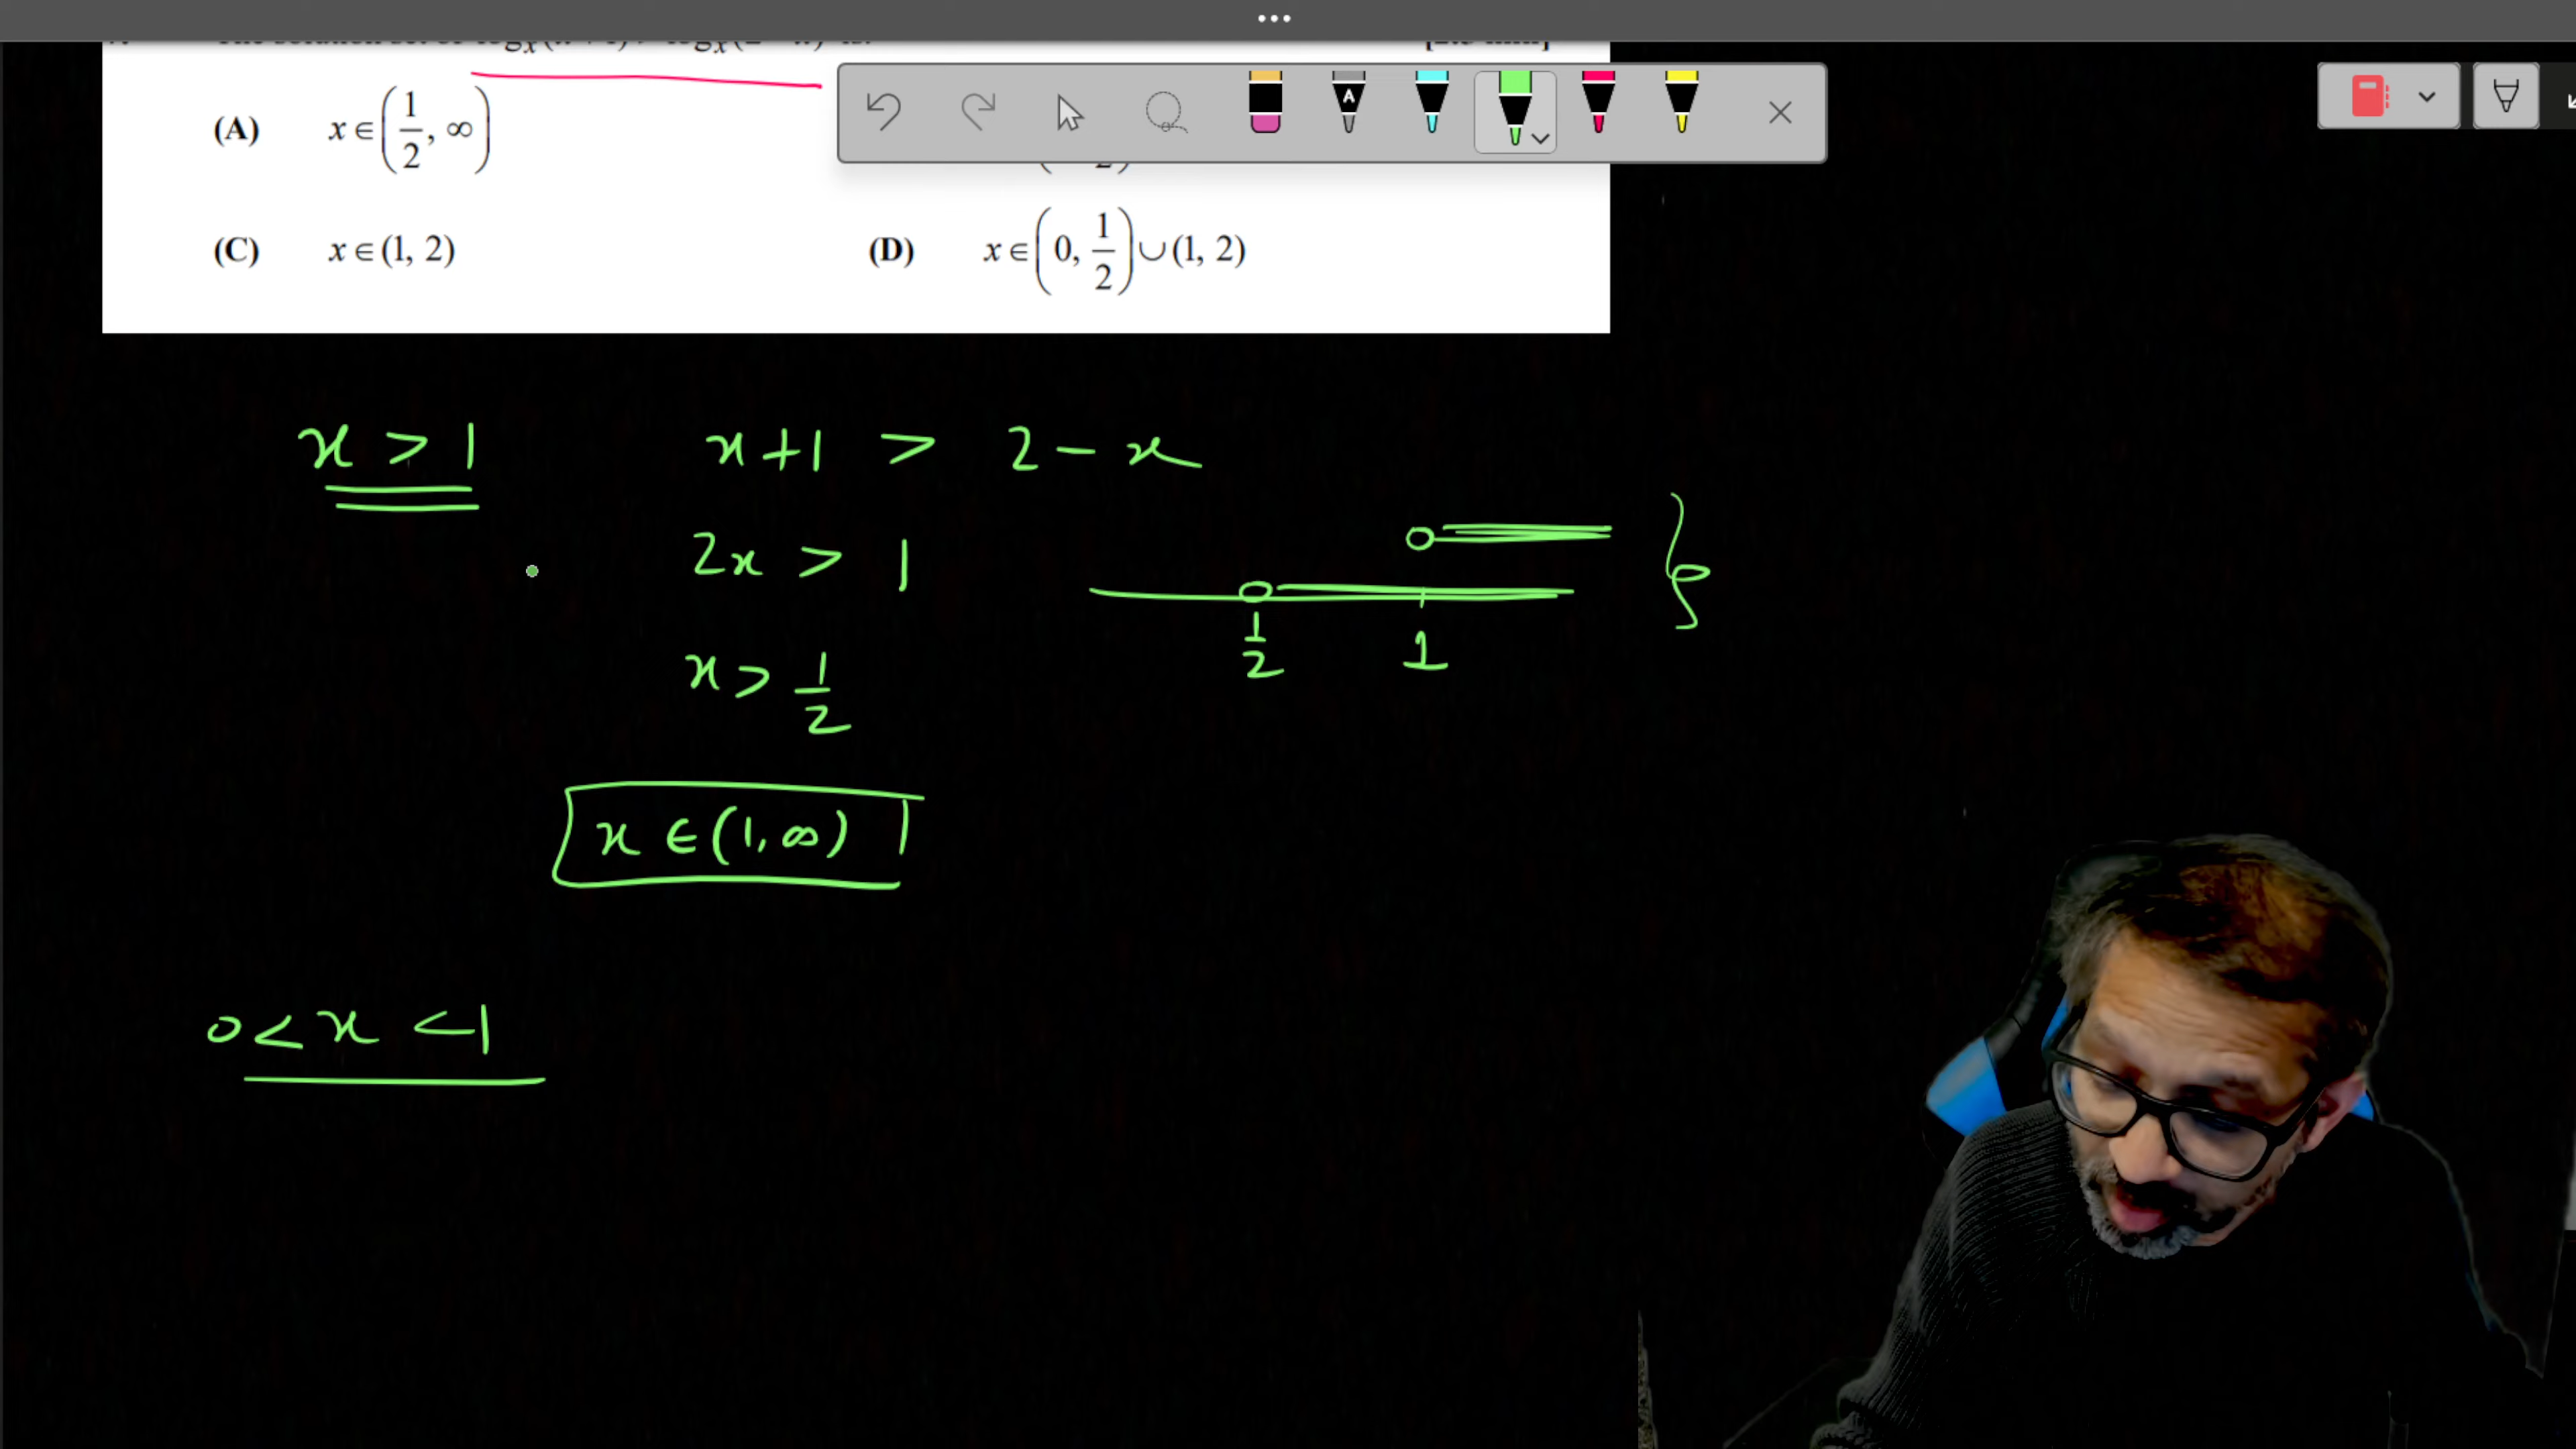 (A) x ∈ (1/2, ∞)
(C) x ∈ (1, 2)
(D) x ∈ (0, 1/2) ∪ (1, 2)
x > 1
x + 1 > 2 − x
2x > 1
1/2 1
x > 1/2
x ∈ (1, ∞)
0 < x < 1